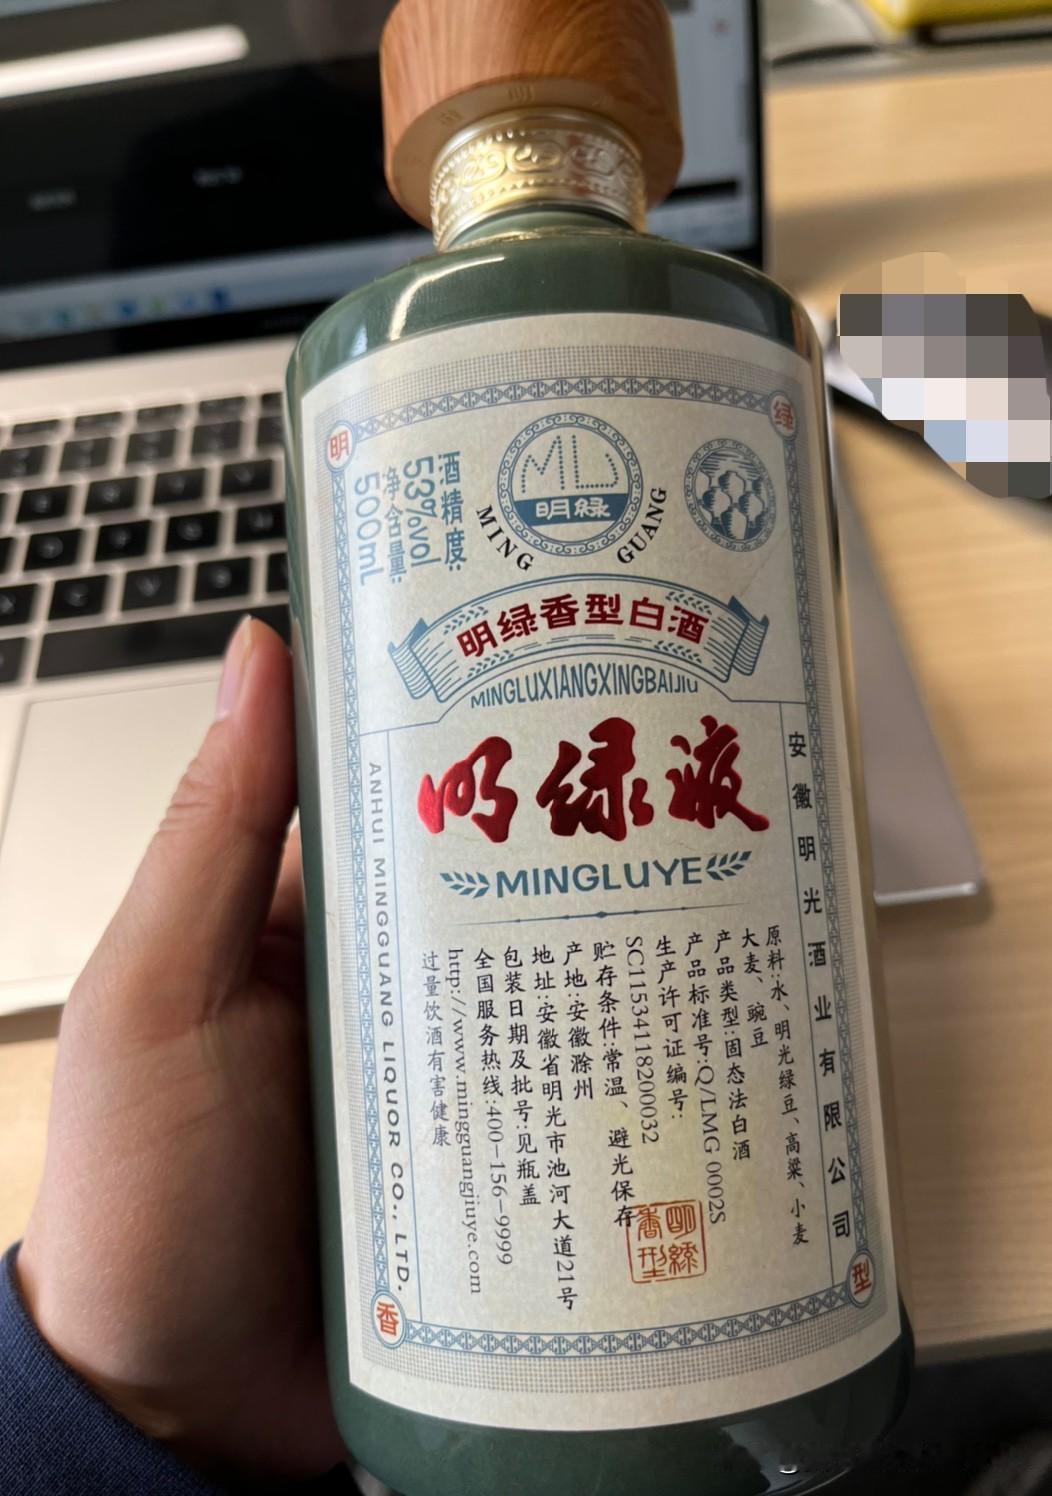 明
绿
酒精度:
53%vol
净含量:
500mL
ML
明綠
MING GUANG
明绿香型白酒
MINGLUXIANGXINGBAIJIU
明绿液
MINGLUYE
安徽明光酒业有限公司
ANHUI MINGGUANG LIQUOR CO., LTD.
原料:水、明光绿豆、高粱、小麦
大麦、豌豆
产品类型:固态法白酒
产品标准号:Q/LMG 0002S
生产许可证编号:
SC11534118200032
贮存条件:常温、避光保存
产地:安徽滁州
地址:安徽省明光市池河大道21号
包装日期及批号:见瓶盖
全国服务热线:400-156-9999
http://www.mingguangjiuye.com
过量饮酒有害健康
明綠
香型
香
型